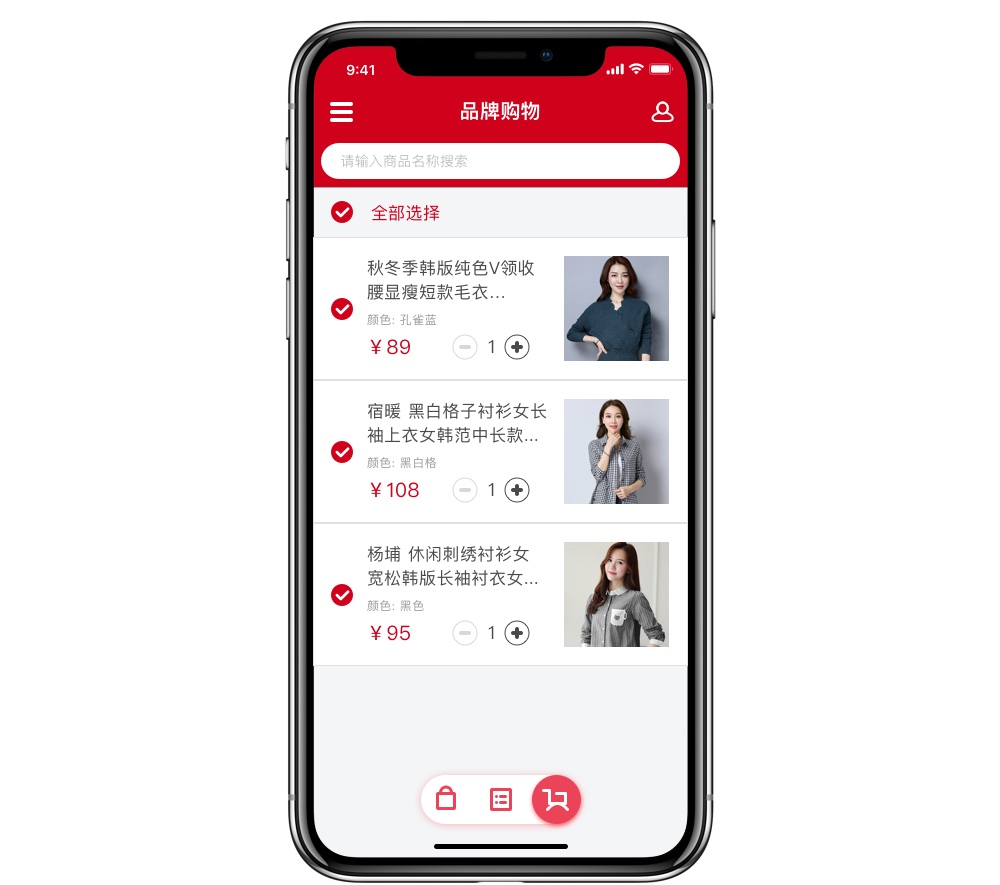 9:41
品牌购物
请输入商品名称搜索
全部选择
秋冬季韩版纯色V领收
腰显瘦短款毛衣...
颜色: 孔雀蓝
￥89
1
宿暖 黑白格子衬衫女长
袖上衣女韩范中长款...
颜色: 黑白格
￥108
1
杨埔 休闲刺绣衬衫女
宽松韩版长袖衬衣女...
颜色: 黑色
￥95
1